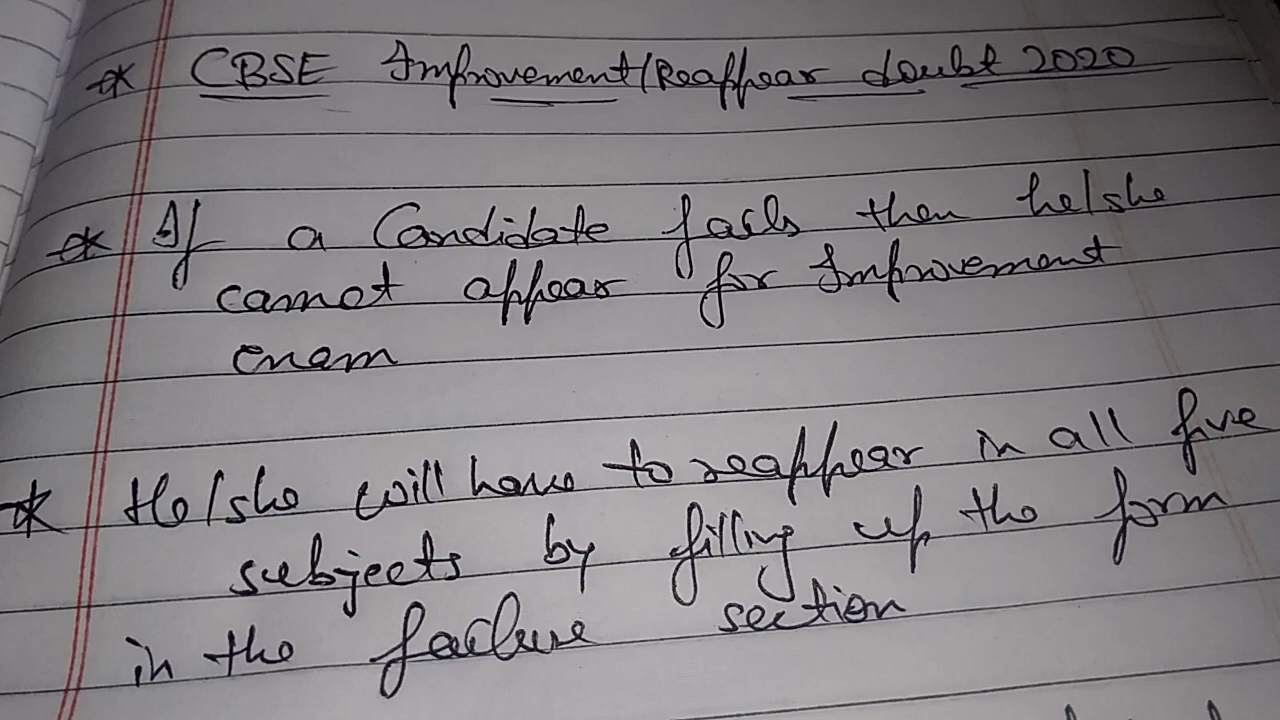 * CBSE Improvement/Reappear doubt 2020
* If a Candidate fails then he/she
cannot appear for Improvement
exam
* He/she will have to reappear in all five
subjects by filling up the form
in the failure section